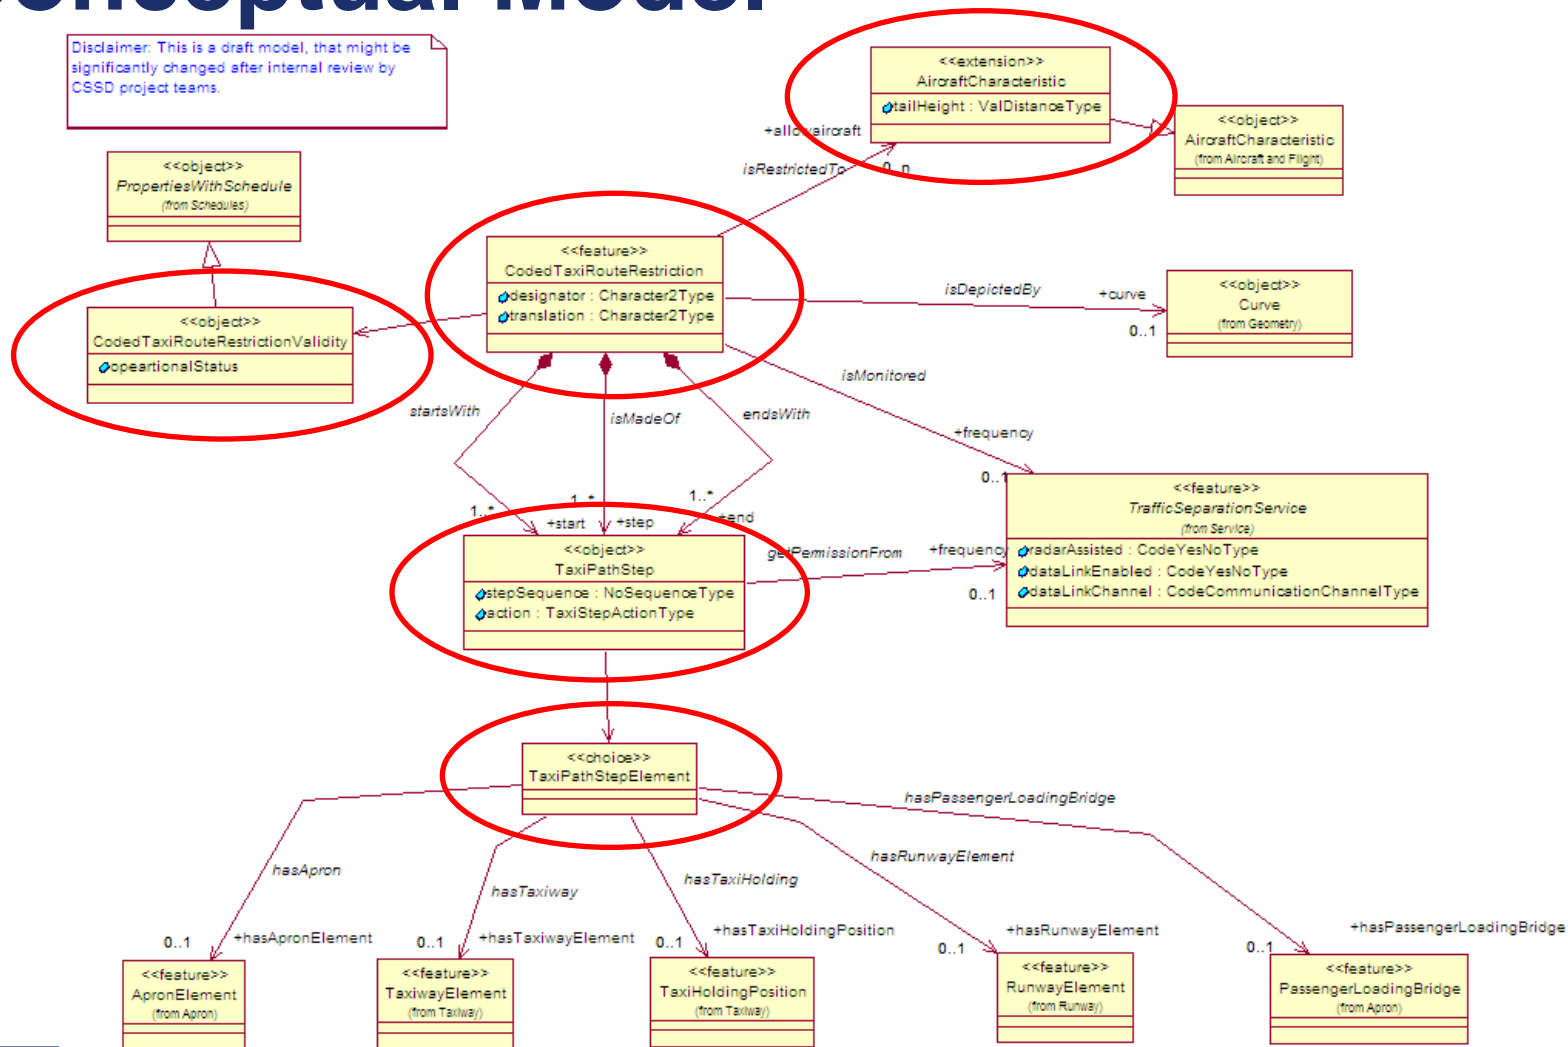 Conceptual Model
Disclaimer: This is a draft model, that might be
significantly changed after internal review by
CSSD project teams.
<<extension>>
AircraftCharacteristic
tailHeight : ValDistanceType
<<object>>
AircraftCharacteristic
(from Aircraft and Flight)
+allowaircraft
isRestrictedTo
0..n
<<object>>
PropertiesWithSchedule
(from Schedules)
<<feature>>
CodedTaxiRouteRestriction
designator : Character2Type
translation : Character2Type
isDepictedBy
+curve
0..1
<<object>>
Curve
(from Geometry)
<<object>>
CodedTaxiRouteRestrictionValidity
opeartionalStatus
startsWith
isMadeOf
endsWith
isMonitored
+frequency
0..1
1..*
1..*
1..*
+start
+step
+end
<<feature>>
TrafficSeparationService
(from Service)
radarAssisted : CodeYesNoType
dataLinkEnabled : CodeYesNoType
dataLinkChannel : CodeCommunicationChannelType
<<object>>
TaxiPathStep
stepSequence : NoSequenceType
action : TaxiStepActionType
getPermissionFrom
+frequency
0..1
<<choice>>
TaxiPathStepElement
hasApron
hasTaxiway
hasTaxiHolding
hasRunwayElement
hasPassengerLoadingBridge
0..1
+hasApronElement
0..1
+hasTaxiwayElement
0..1
+hasTaxiHoldingPosition
0..1
+hasRunwayElement
0..1
+hasPassengerLoadingBridge
<<feature>>
ApronElement
(from Apron)
<<feature>>
TaxiwayElement
(from Taxiway)
<<feature>>
TaxiHoldingPosition
(from Taxiway)
<<feature>>
RunwayElement
(from Runway)
<<feature>>
PassengerLoadingBridge
(from Apron)